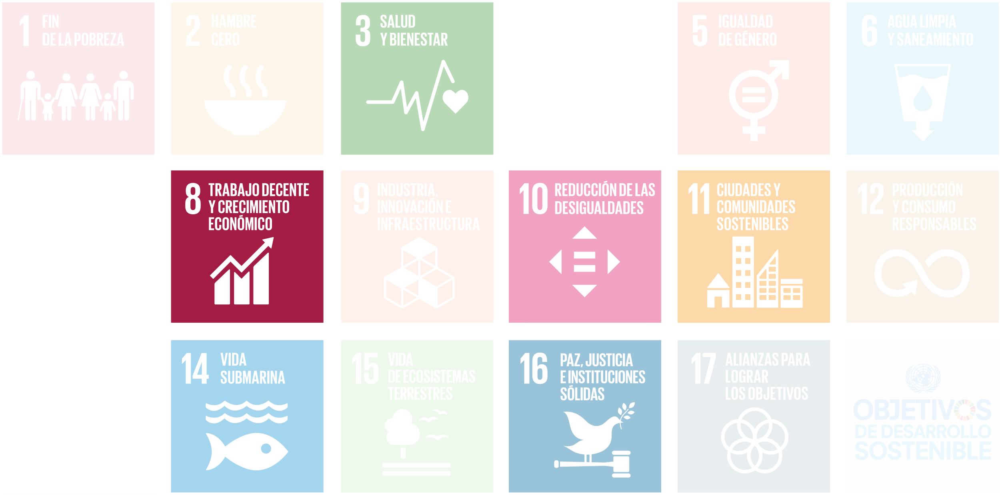 1 FIN
DE LA POBREZA
2 HAMBRE
CERO
3 SALUD
Y BIENESTAR
5 IGUALDAD
DE GÉNERO
6 AGUA LIMPIA
Y SANEAMIENTO
8 TRABAJO DECENTE
Y CRECIMIENTO
ECONÓMICO
9 INDUSTRIA,
INNOVACIÓN E
INFRAESTRUCTURA
10 REDUCCIÓN DE LAS
DESIGUALDADES
11 CIUDADES Y
COMUNIDADES
SOSTENIBLES
12 PRODUCCIÓN
Y CONSUMO
RESPONSABLES
14 VIDA
SUBMARINA
15 VIDA
DE ECOSISTEMAS
TERRESTRES
16 PAZ, JUSTICIA
E INSTITUCIONES
SÓLIDAS
17 ALIANZAS PARA
LOGRAR
LOS OBJETIVOS
OBJETIVOS
DE DESARROLLO
SOSTENIBLE